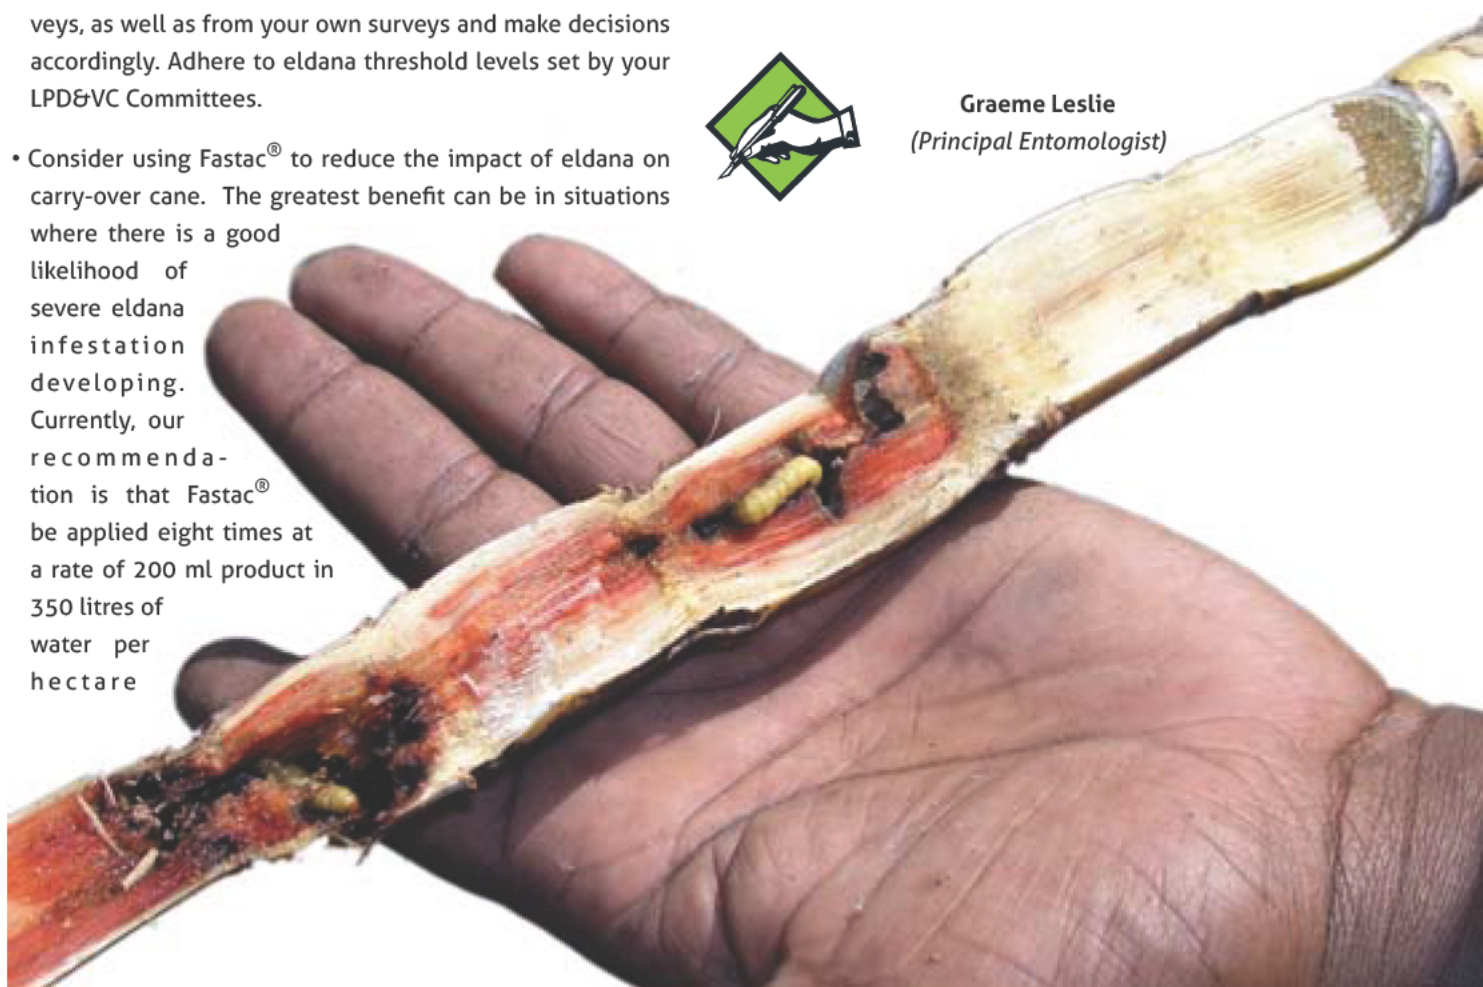 veys, as well as from your own surveys and make decisions
accordingly. Adhere to eldana threshold levels set by your
LPD&VC Committees.
• Consider using Fastac® to reduce the impact of eldana on
carry-over cane. The greatest benefit can be in situations
where there is a good
likelihood of
severe eldana
infestation
developing.
Currently, our
recommenda-
tion is that Fastac®
be applied eight times at
a rate of 200 ml product in
350 litres of
water per
hectare
Graeme Leslie
(Principal Entomologist)